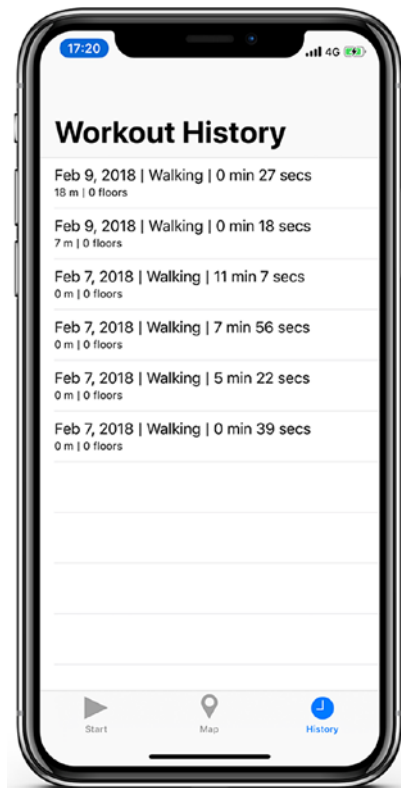 17:20
4G
Workout History
Feb 9, 2018 | Walking | 0 min 27 secs
18 m | 0 floors
Feb 9, 2018 | Walking | 0 min 18 secs
7 m | 0 floors
Feb 7, 2018 | Walking | 11 min 7 secs
0 m | 0 floors
Feb 7, 2018 | Walking | 7 min 56 secs
0 m | 0 floors
Feb 7, 2018 | Walking | 5 min 22 secs
0 m | 0 floors
Feb 7, 2018 | Walking | 0 min 39 secs
0 m | 0 floors
Start
Map
History